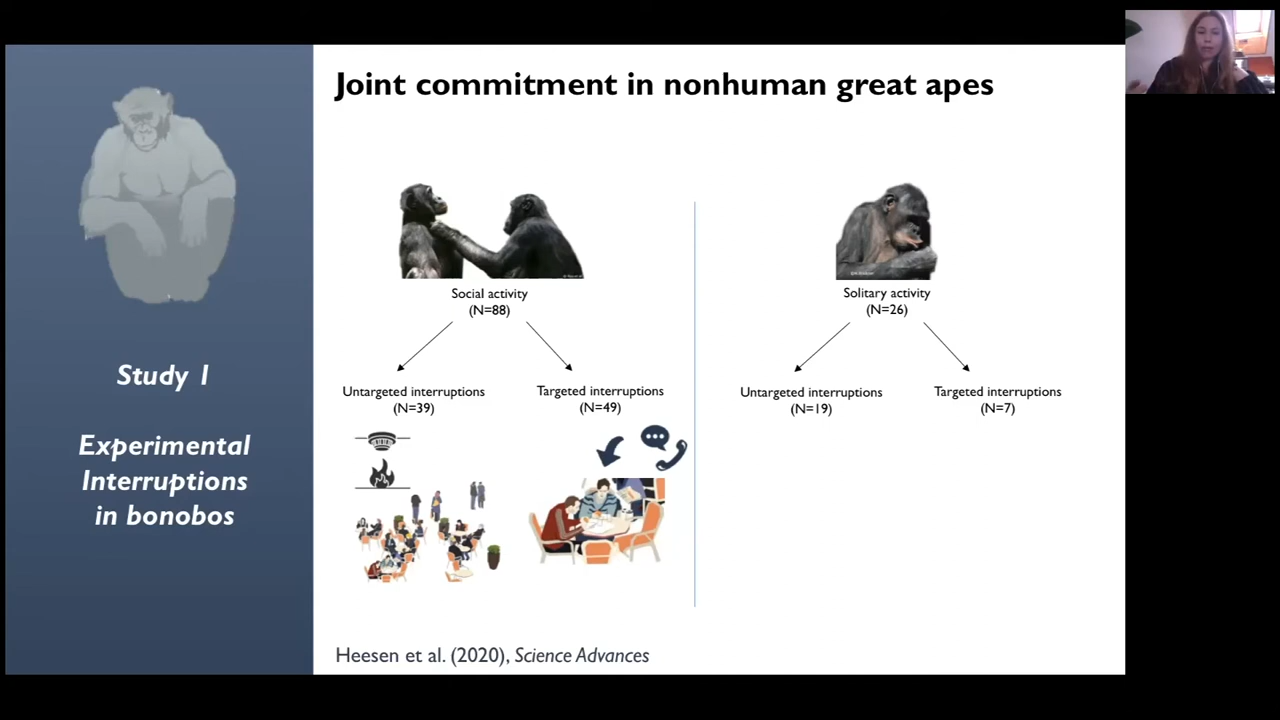 Joint commitment in nonhuman great apes
Study 1
Experimental
Interruptions
in bonobos
Social activity
(N=88)
Untargeted interruptions
(N=39)
Targeted interruptions
(N=49)
Solitary activity
(N=26)
Untargeted interruptions
(N=19)
Targeted interruptions
(N=7)
Heesen et al. (2020), Science Advances